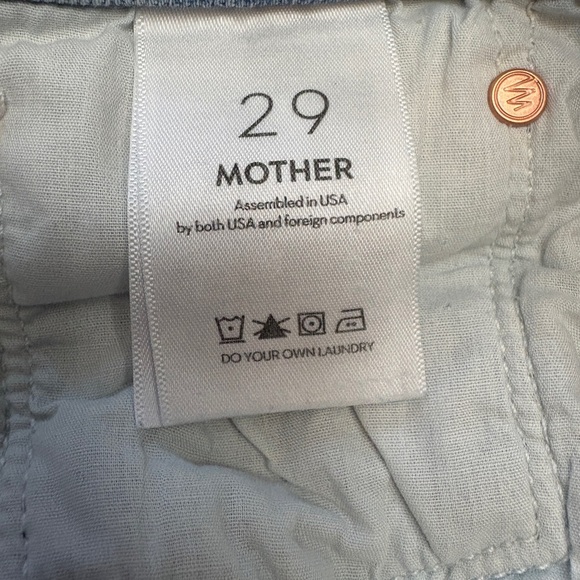 29
MOTHER
Assembled in USA
by both USA and foreign components
DO YOUR OWN LAUNDRY